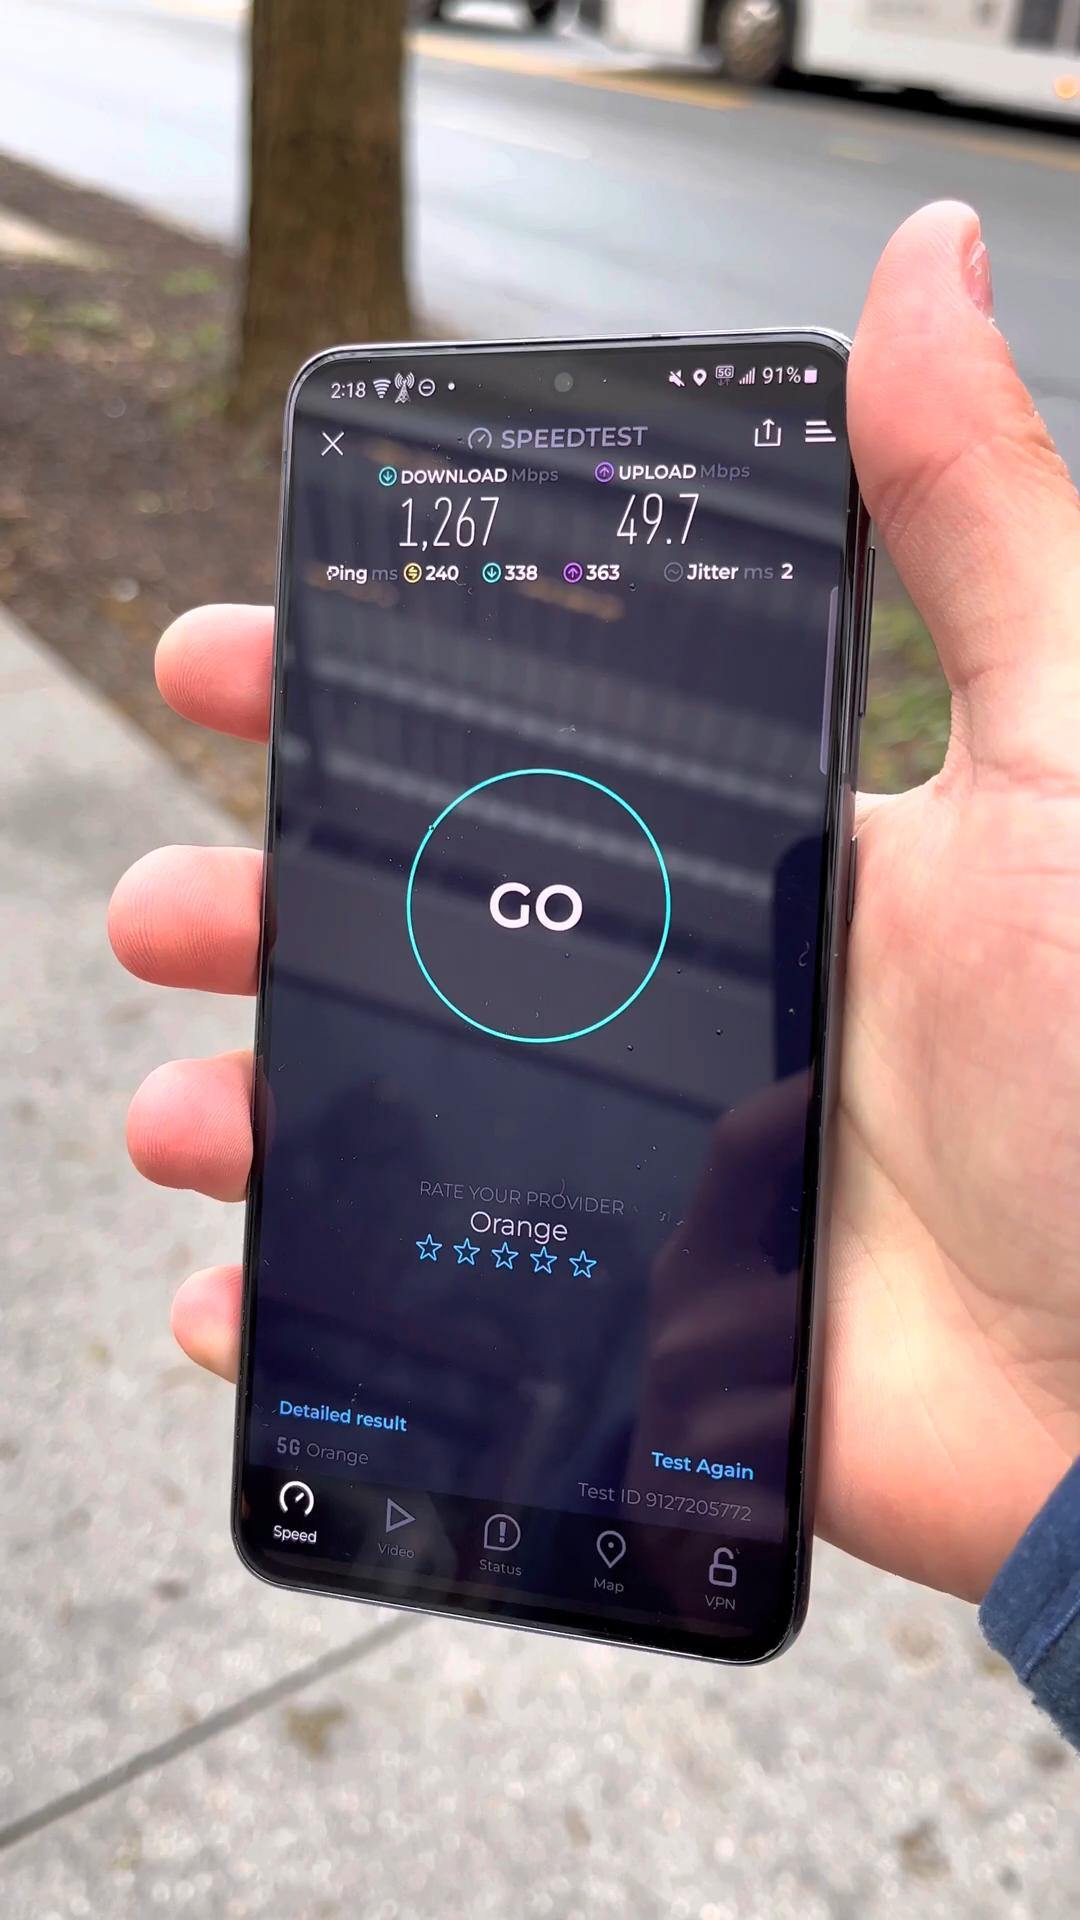 2:18 5G 91%
SPEEDTEST
DOWNLOAD Mbps UPLOAD Mbps
1,267 49.7
Ping ms 240 338 363 Jitter ms 2
GO
RATE YOUR PROVIDER
Orange
Detailed result
5G Orange
Test Again
Test ID 9127205772
Speed Video Status Map VPN